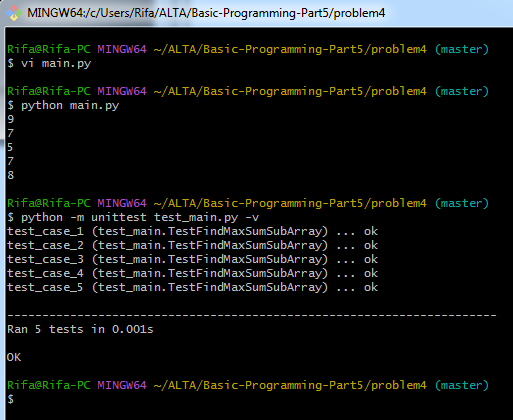 MINGW64:/c/Users/Rifa/ALTA/Basic-Programming-Part5/problem4
Rifa@Rifa-PC MINGW64 ~/ALTA/Basic-Programming-Part5/problem4 (master)
$ vi main.py
Rifa@Rifa-PC MINGW64 ~/ALTA/Basic-Programming-Part5/problem4 (master)
$ python main.py
9
7
5
7
8
Rifa@Rifa-PC MINGW64 ~/ALTA/Basic-Programming-Part5/problem4 (master)
$ python -m unittest test_main.py -v
test_case_1 (test_main.TestFindMaxSumSubArray) ... ok
test_case_2 (test_main.TestFindMaxSumSubArray) ... ok
test_case_3 (test_main.TestFindMaxSumSubArray) ... ok
test_case_4 (test_main.TestFindMaxSumSubArray) ... ok
test_case_5 (test_main.TestFindMaxSumSubArray) ... ok
----------------------------------------------------------------------
Ran 5 tests in 0.001s
OK
Rifa@Rifa-PC MINGW64 ~/ALTA/Basic-Programming-Part5/problem4 (master)
$